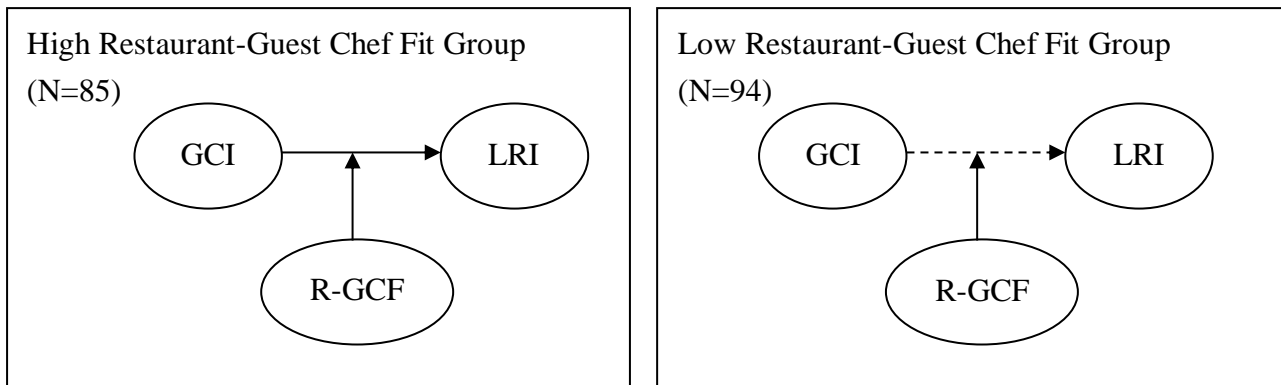 High Restaurant-Guest Chef Fit Group
(N=85)
GCI
LRI
R-GCF
Low Restaurant-Guest Chef Fit Group
(N=94)
GCI
LRI
R-GCF